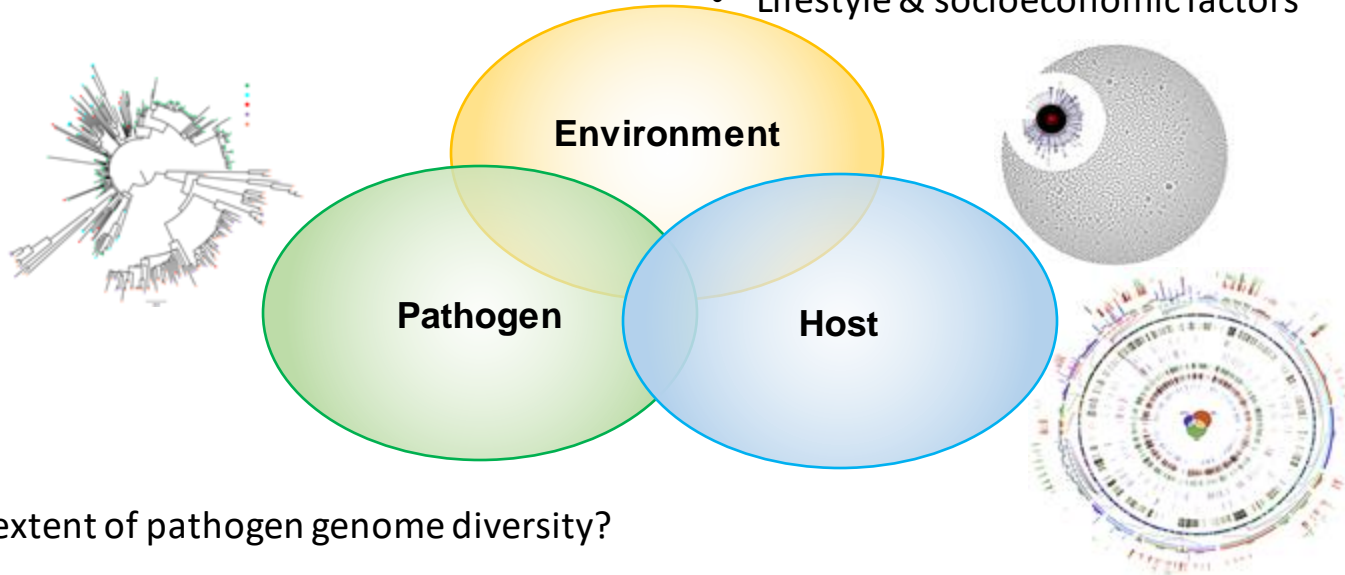 • Lifestyle & socioeconomic factors
Environment
Pathogen
Host
extent of pathogen genome diversity?